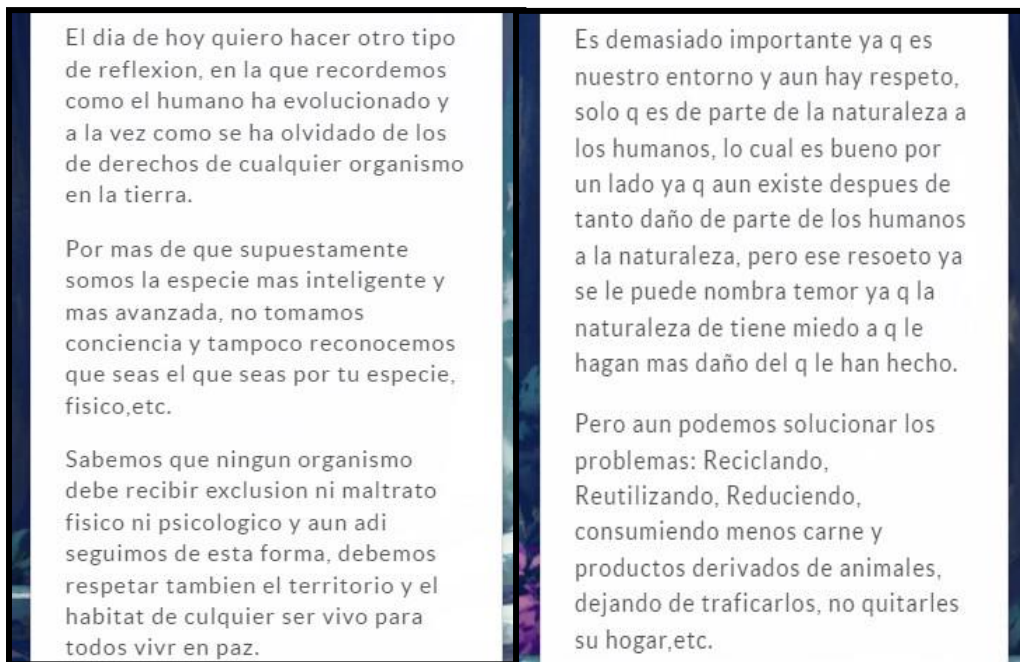 El dia de hoy quiero hacer otro tipo
de reflexion, en la que recordemos
como el humano ha evolucionado y
a la vez como se ha olvidado de los
de derechos de cualquier organismo
en la tierra.
Por mas de que supuestamente
somos la especie mas inteligente y
mas avanzada, no tomamos
conciencia y tampoco reconocemos
que seas el que seas por tu especie,
fisico,etc.
Sabemos que ningun organismo
debe recibir exclusion ni maltrato
fisico ni psicologico y aun adi
seguimos de esta forma, debemos
respetar tambien el territorio y el
habitat de culquier ser vivo para
todos vivr en paz.
Es demasiado importante ya q es
nuestro entorno y aun hay respeto,
solo q es de parte de la naturaleza a
los humanos, lo cual es bueno por
un lado ya q aun existe despues de
tanto daño de parte de los humanos
a la naturaleza, pero ese resoeto ya
se le puede nombra temor ya q la
naturaleza de tiene miedo a q le
hagan mas daño del q le han hecho.
Pero aun podemos solucionar los
problemas: Reciclando,
Reutilizando, Reduciendo,
consumiendo menos carne y
productos derivados de animales,
dejando de traficarlos, no quitarles
su hogar,etc.